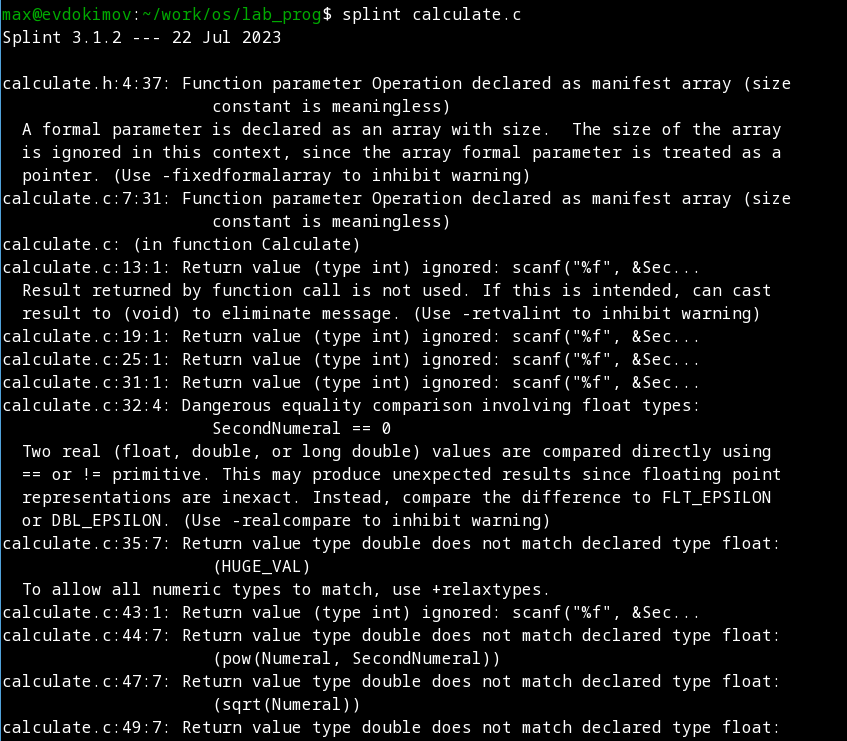 max@evdokimov:~/work/os/lab_prog$ splint calculate.c
Splint 3.1.2 --- 22 Jul 2023
calculate.h:4:37: Function parameter Operation declared as manifest array (size
constant is meaningless)
A formal parameter is declared as an array with size.  The size of the array
is ignored in this context, since the array formal parameter is treated as a
pointer. (Use -fixedformalarray to inhibit warning)
calculate.c:7:31: Function parameter Operation declared as manifest array (size
constant is meaningless)
calculate.c: (in function Calculate)
calculate.c:13:1: Return value (type int) ignored: scanf("%f", &Sec...
Result returned by function call is not used. If this is intended, can cast
result to (void) to eliminate message. (Use -retvalint to inhibit warning)
calculate.c:19:1: Return value (type int) ignored: scanf("%f", &Sec...
calculate.c:25:1: Return value (type int) ignored: scanf("%f", &Sec...
calculate.c:31:1: Return value (type int) ignored: scanf("%f", &Sec...
calculate.c:32:4: Dangerous equality comparison involving float types:
SecondNumeral == 0
Two real (float, double, or long double) values are compared directly using
== or != primitive. This may produce unexpected results since floating point
representations are inexact. Instead, compare the difference to FLT_EPSILON
or DBL_EPSILON. (Use -realcompare to inhibit warning)
calculate.c:35:7: Return value type double does not match declared type float:
(HUGE_VAL)
To allow all numeric types to match, use +relaxtypes.
calculate.c:43:1: Return value (type int) ignored: scanf("%f", &Sec...
calculate.c:44:7: Return value type double does not match declared type float:
(pow(Numeral, SecondNumeral))
calculate.c:47:7: Return value type double does not match declared type float:
(sqrt(Numeral))
calculate.c:49:7: Return value type double does not match declared type float: